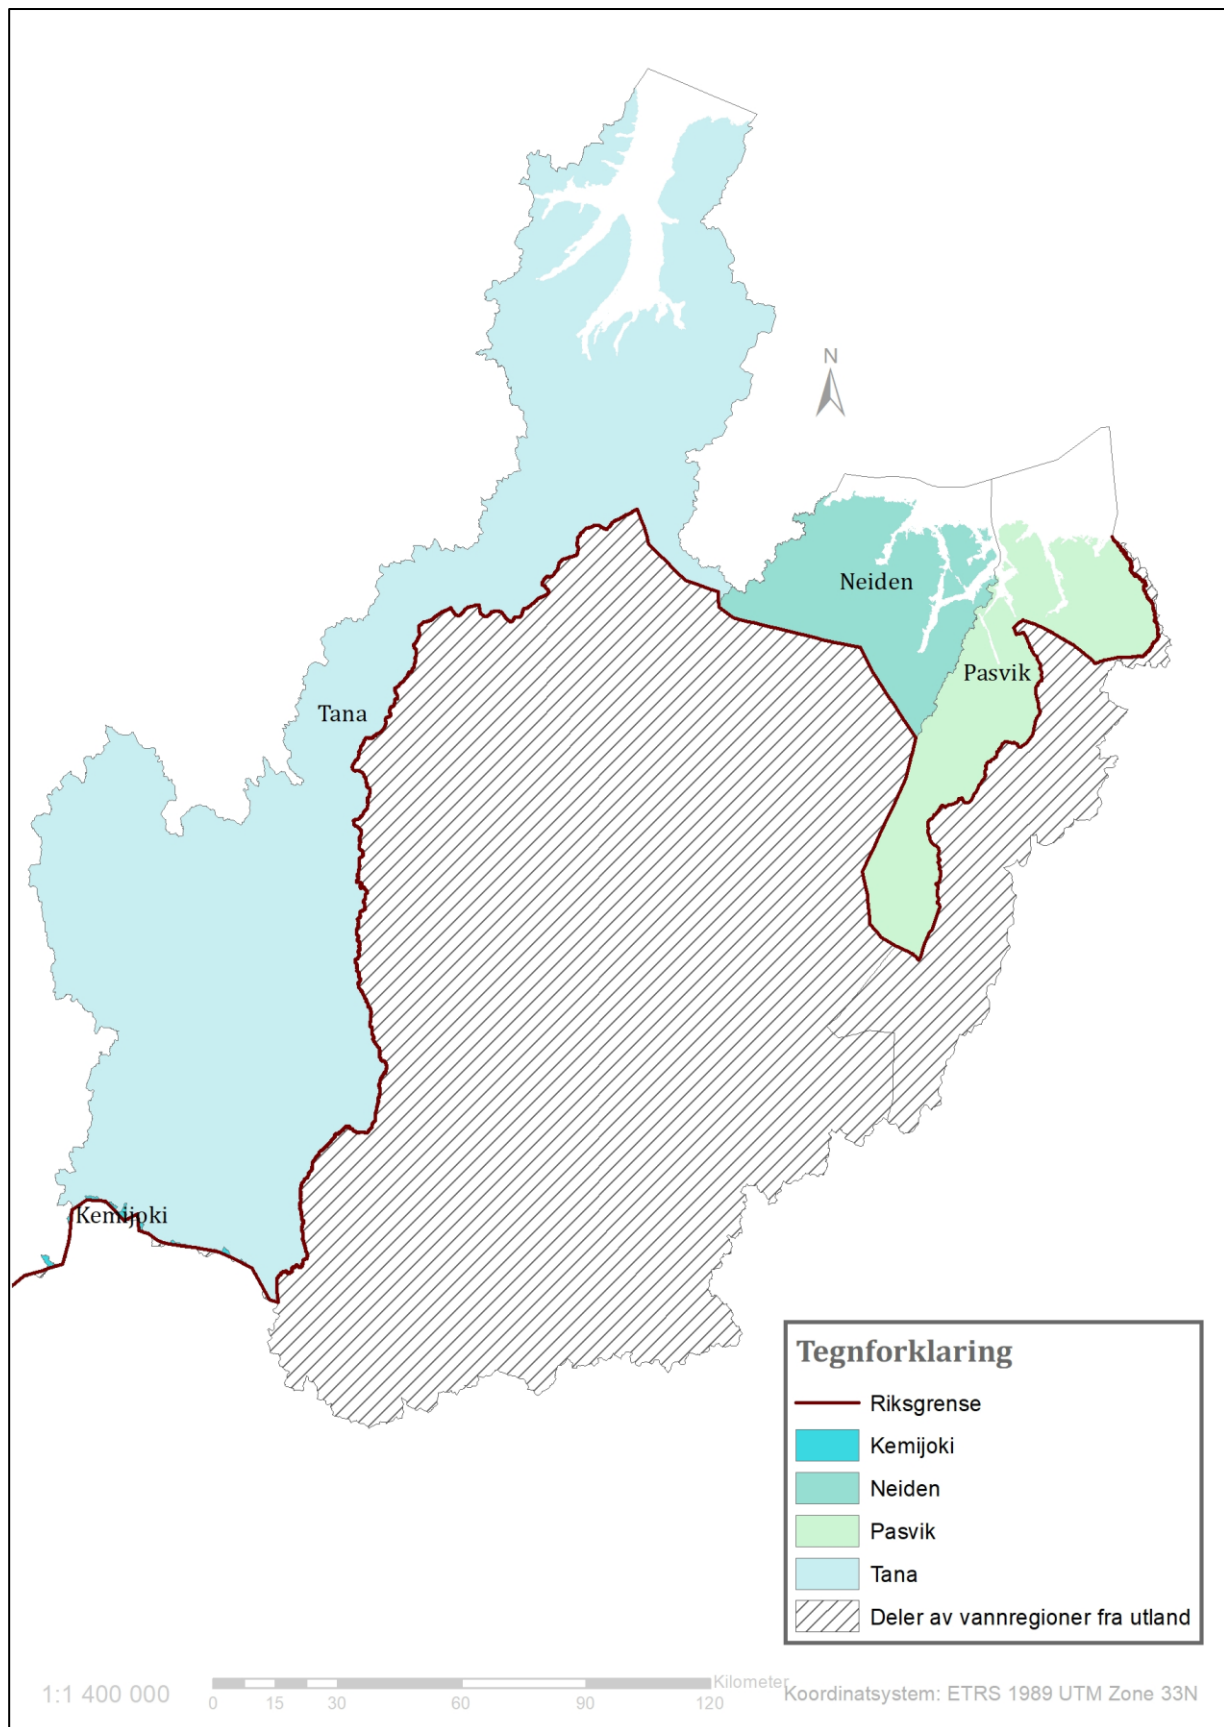 N
Neiden
Pasvik
Tana
Kemijoki
Tegnforklaring
Riksgrense
Kemijoki
Neiden
Pasvik
Tana
Deler av vannregioner fra utland
1:1 400 000
Kilometer
0 15 30 60 90 120
Koordinatsystem: ETRS 1989 UTM Zone 33N